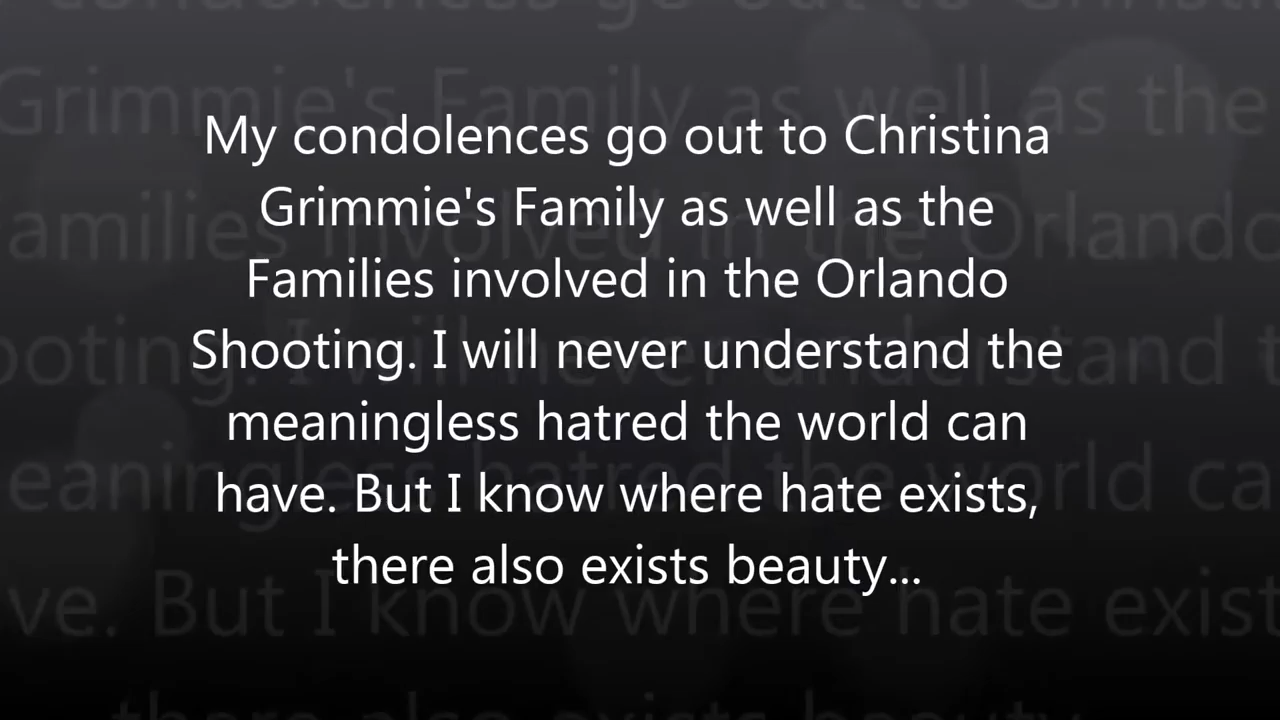 My condolences go out to Christina
Grimmie's Family as well as the
Families involved in the Orlando
Shooting. I will never understand the
meaningless hatred the world can
have. But I know where hate exists,
there also exists beauty...